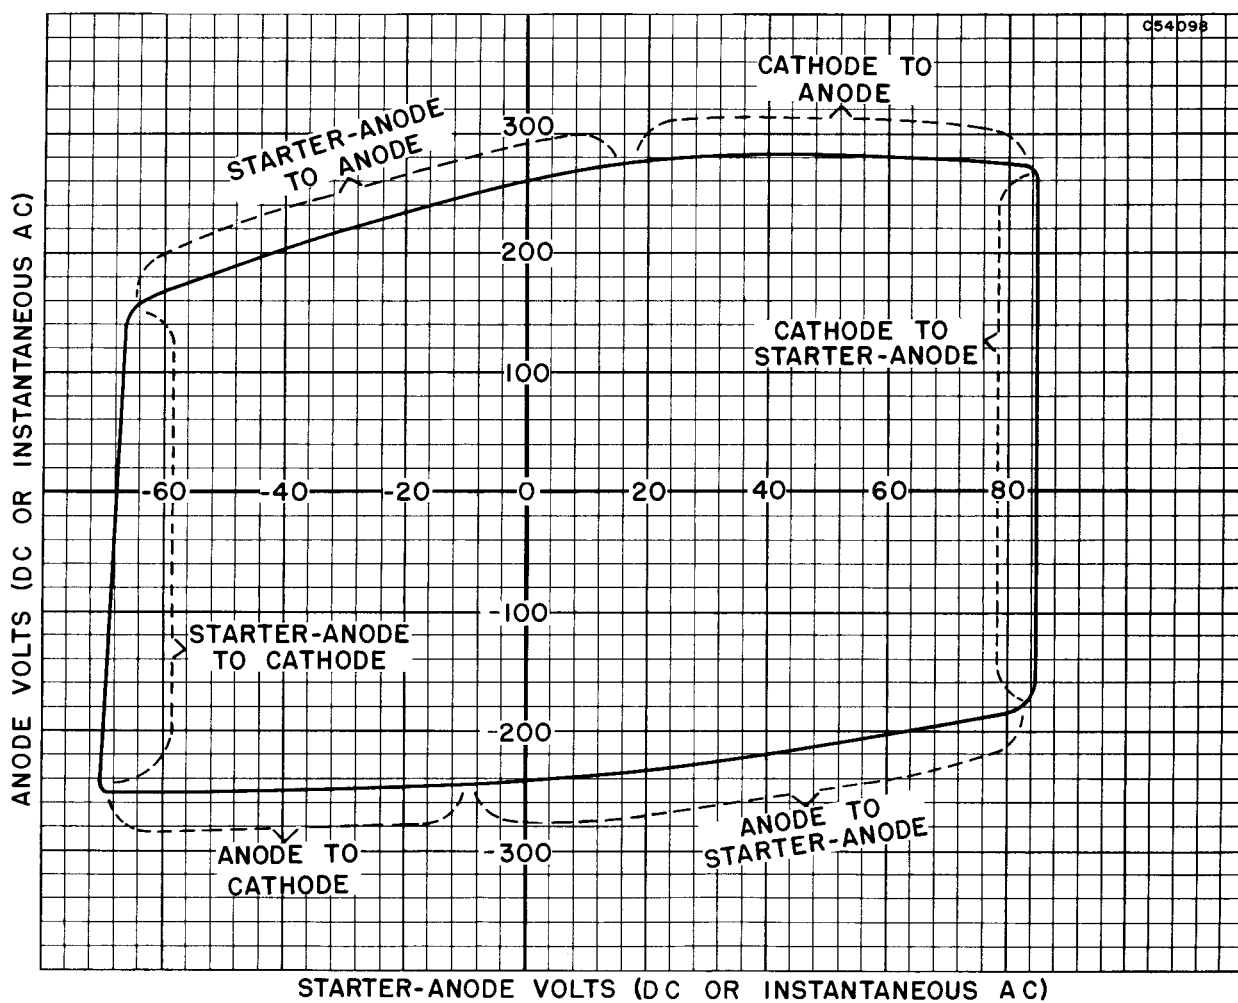 C54098
CATHODE TO
ANODE
STARTER-ANODE
TO ANODE
300
200
CATHODE TO
STARTER-ANODE
100
-60 -40 -20 0 20 40 60 80
-100
STARTER-ANODE
TO CATHODE
-200
ANODE TO
STARTER-ANODE
ANODE TO
CATHODE
-300
ANODE VOLTS (DC OR INSTANTANEOUS AC)
STARTER-ANODE VOLTS (DC OR INSTANTANEOUS AC)